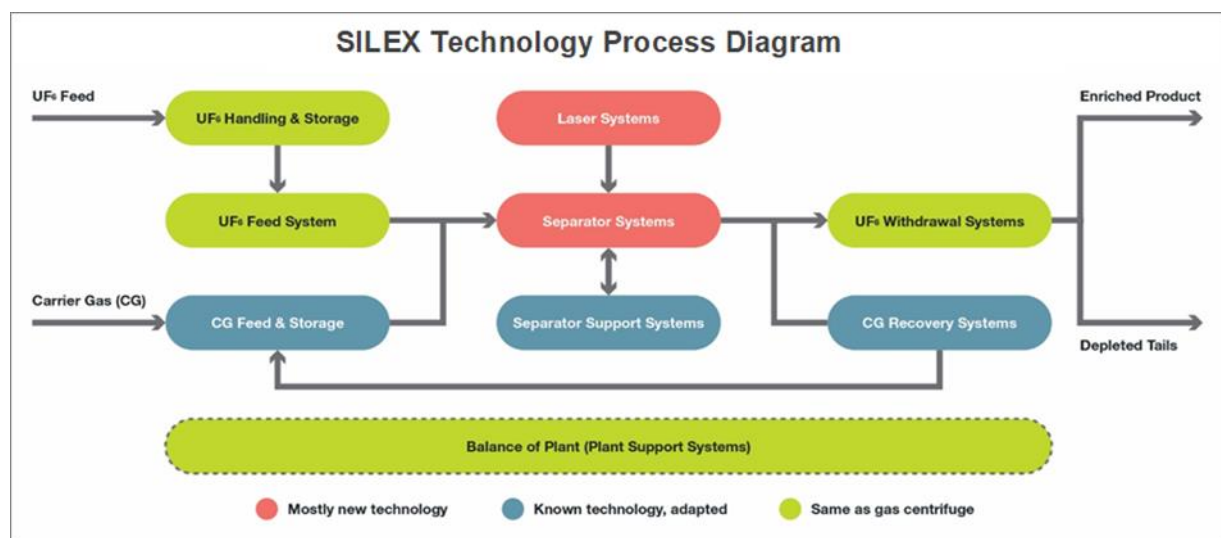 SILEX Technology Process Diagram
UF₆ Feed
Enriched Product
UF₆ Handling & Storage
Laser Systems
UF₆ Feed System
Separator Systems
UF₆ Withdrawal Systems
Carrier Gas (CG)
CG Feed & Storage
Separator Support Systems
CG Recovery Systems
Depleted Tails
Balance of Plant (Plant Support Systems)
Mostly new technology
Known technology, adapted
Same as gas centrifuge